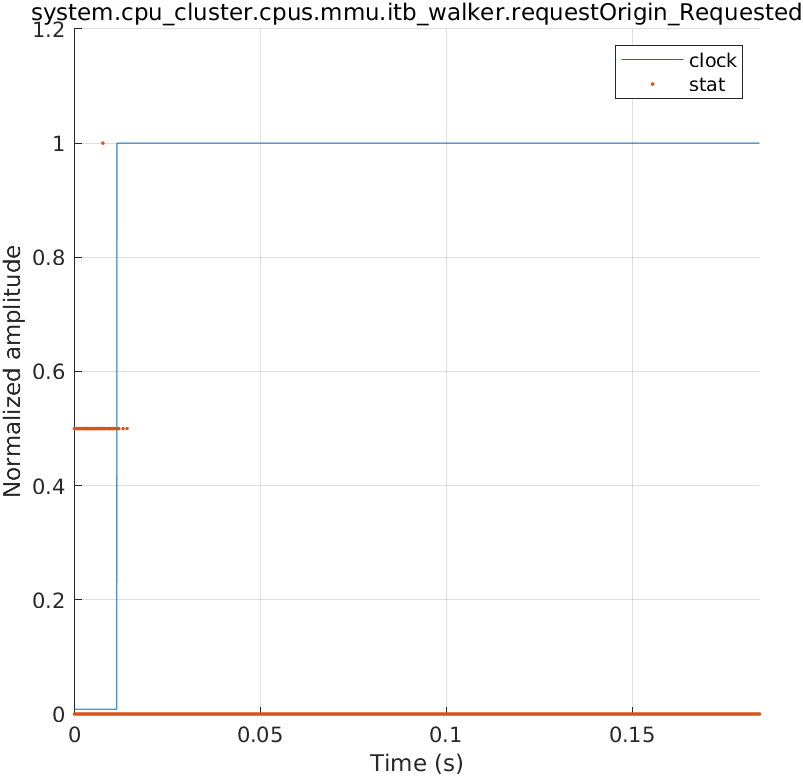 system.cpu_cluster.cpus.mmu.itb_walker.requestOrigin_Requested
1.2
clock
stat
1
0.8
0.6
0.4
0.2
0
Normalized amplitude
0
0.05
0.1
0.15
Time (s)